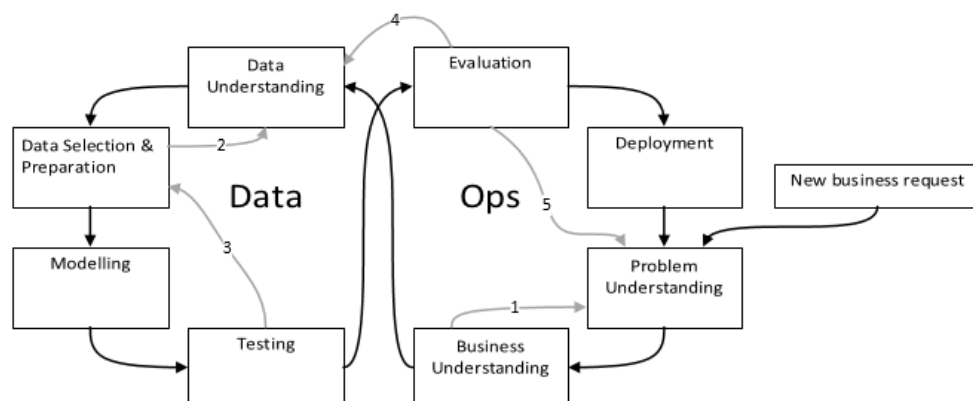 4
Data
Understanding
Evaluation
Data Selection &
Preparation
2
Deployment
New business request
Data
Ops
5
3
Modelling
Problem
Understanding
1
Testing
Business
Understanding